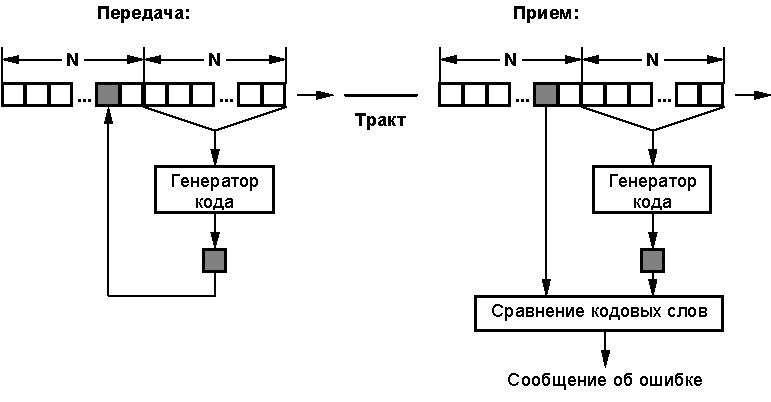 Передача:
Прием:
N
N
N
N
...
...
...
...
Тракт
Генератор
кода
Генератор
кода
Сравнение кодовых слов
Сообщение об ошибке